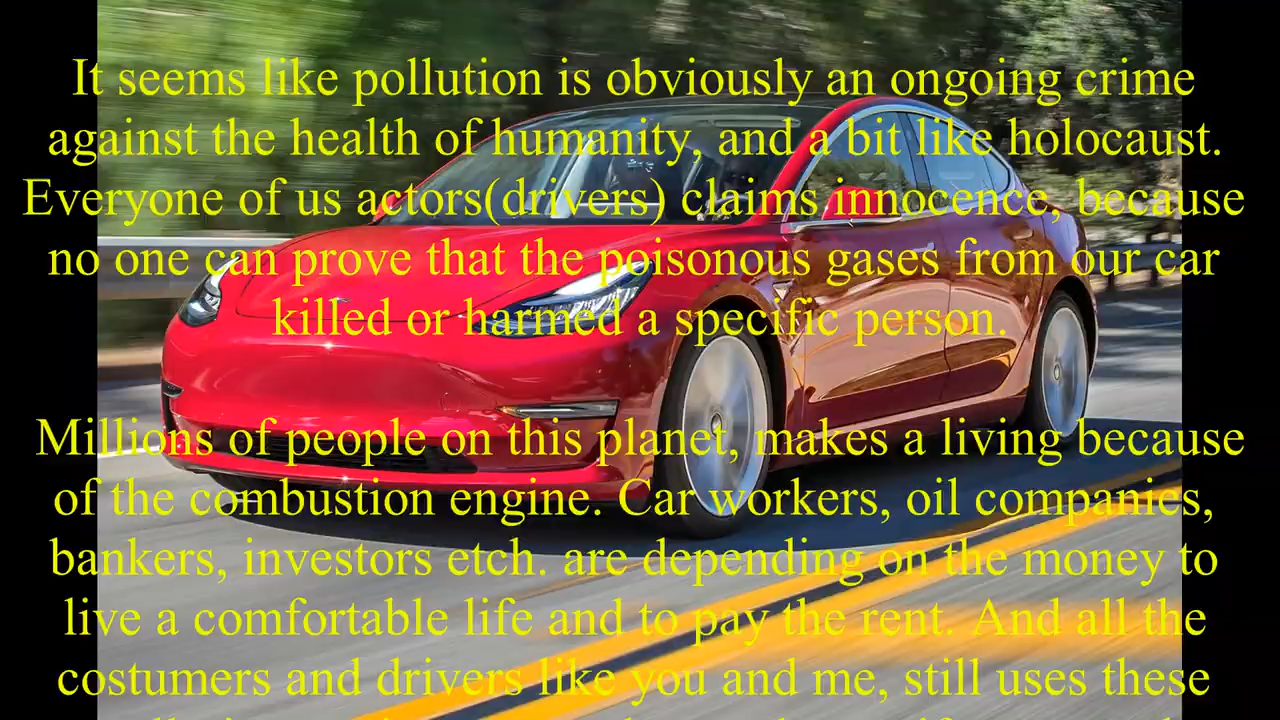 It seems like pollution is obviously an ongoing crime
against the health of humanity, and a bit like holocaust.
Everyone of us actors(drivers) claims innocence, because
no one can prove that the poisonous gases from our car
killed or harmed a specific person.
Millions of people on this planet, makes a living because
of the combustion engine. Car workers, oil companies,
bankers, investors etch. are depending on the money to
live a comfortable life and to pay the rent. And all the
costumers and drivers like you and me, still uses these